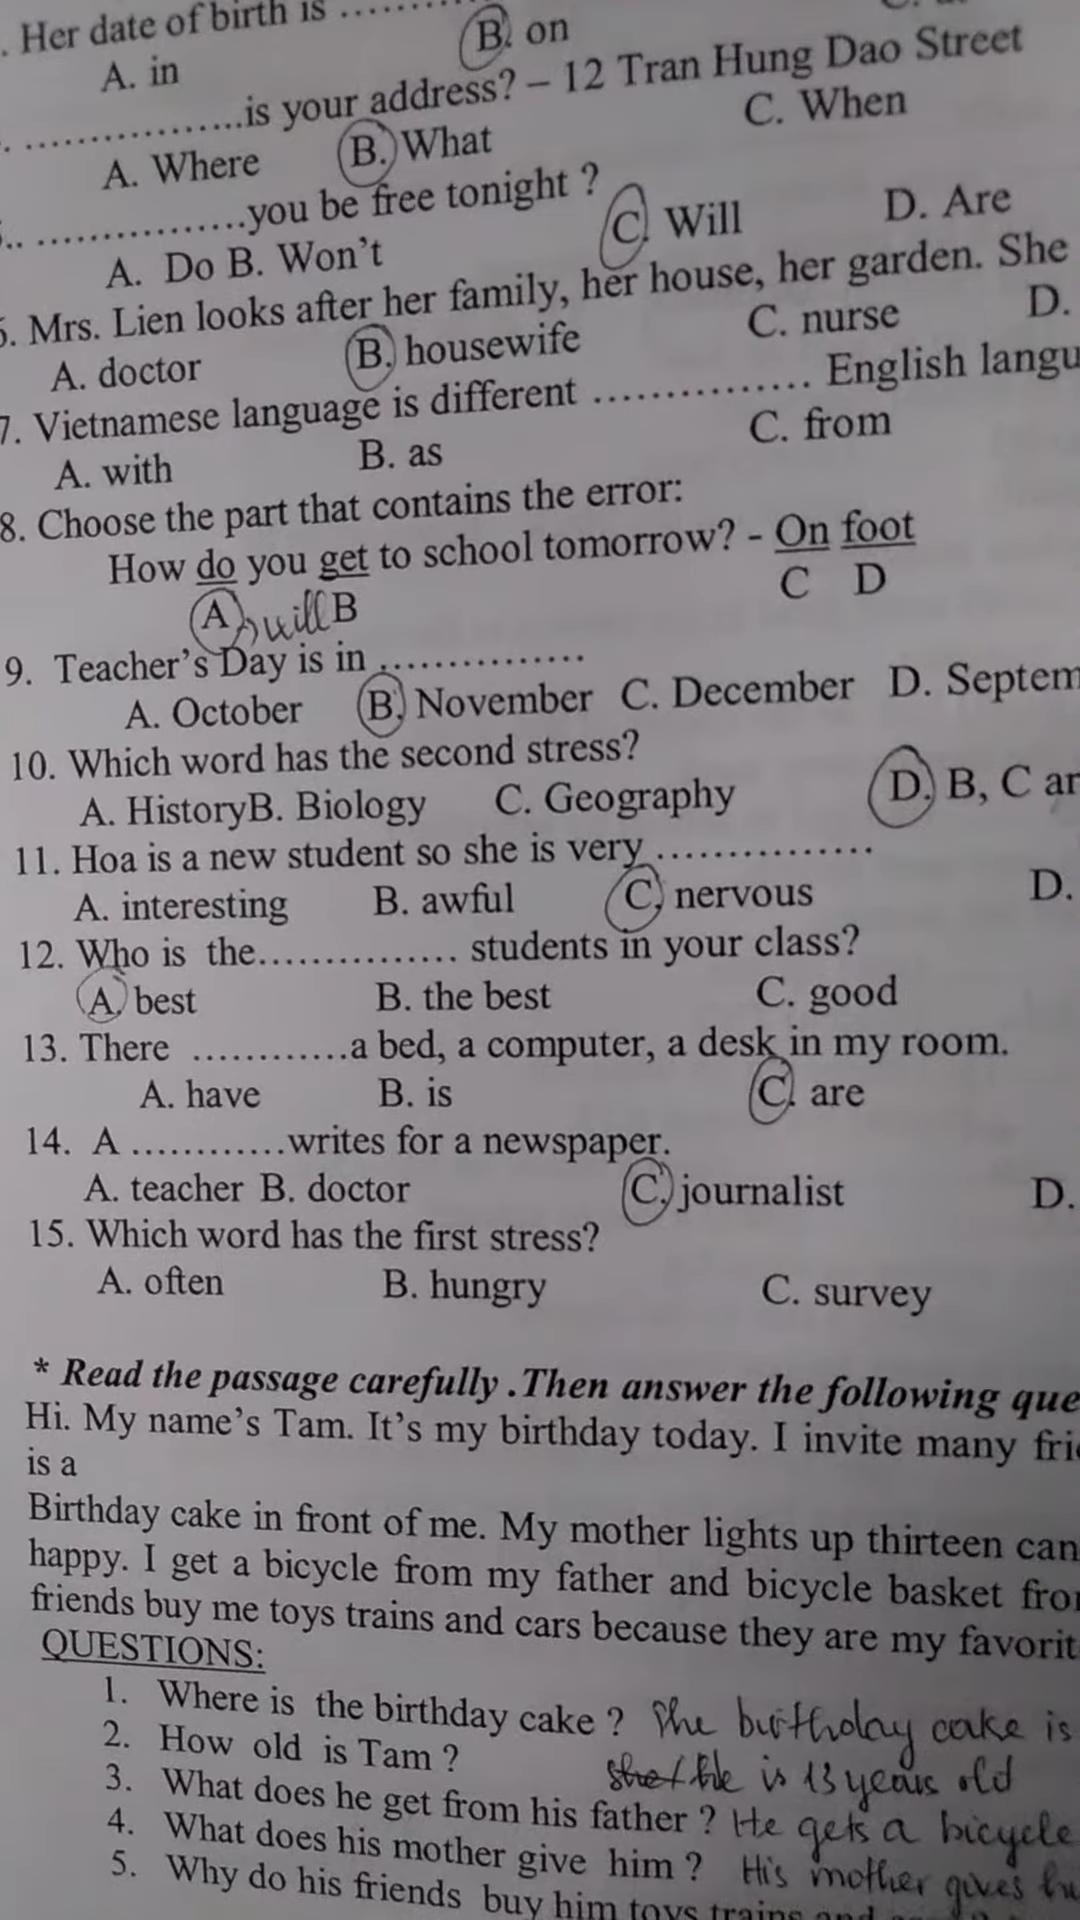 . Her date of birth is ..........
A. in B. on
. ..................is your address? – 12 Tran Hung Dao Street
A. Where B. What C. When
.. ..................you be free tonight ?
A. Do B. Won't C. Will D. Are
. Mrs. Lien looks after her family, her house, her garden. She
A. doctor B. housewife C. nurse D.
7. Vietnamese language is different .............. English langu
A. with B. as C. from
8. Choose the part that contains the error:
How do you get to school tomorrow? - On foot
A will B C D
9. Teacher's Day is in ...............
A. October B. November C. December D. Septem
10. Which word has the second stress?
A. HistoryB. Biology C. Geography D. B, C
11. Hoa is a new student so she is very ...............
A. interesting B. awful C. nervous D.
12. Who is the............... students in your class?
A. best B. the best C. good
13. There ............a bed, a computer, a desk in my room.
A. have B. is C. are
14. A ............writes for a newspaper.
A. teacher B. doctor C. journalist D.
15. Which word has the first stress?
A. often B. hungry C. survey
* Read the passage carefully .Then answer the following que
Hi. My name's Tam. It's my birthday today. I invite many
is a
Birthday cake in front of me. My mother lights up thirteen can
happy. I get a bicycle from my father and bicycle basket
friends buy me toys trains and cars because they are my favorit
QUESTIONS:
1. Where is the birthday cake ? The birthday cake is
2. How old is Tam ? is 13 years old
3. What does he get from his father ? He gets a bicycle
4. What does his mother give him ? His mother gives
5. Why do his friends buy him toys trains and